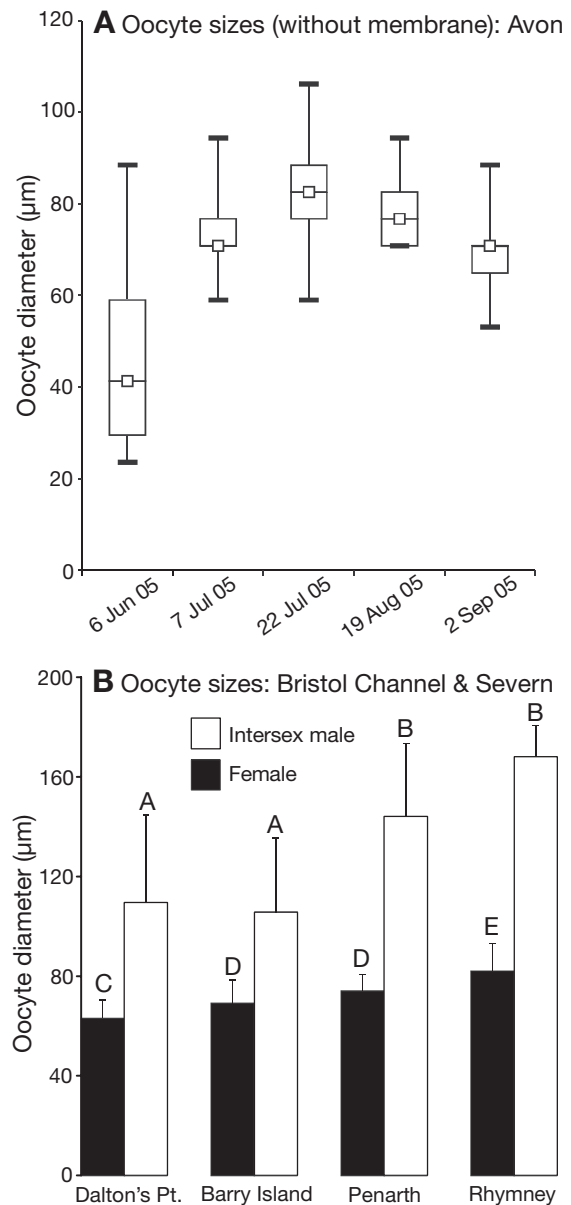 A Oocyte sizes (without membrane): Avon
Oocyte diameter (µm)
120
100
80
60
40
20
0
6 Jun 05
7 Jul 05
22 Jul 05
19 Aug 05
2 Sep 05
B Oocyte sizes: Bristol Channel & Severn
Oocyte diameter (µm)
200
160
120
80
40
0
Intersex male
Female
C
A
D
A
D
B
E
B
Dalton's Pt.
Barry Island
Penarth
Rhymney